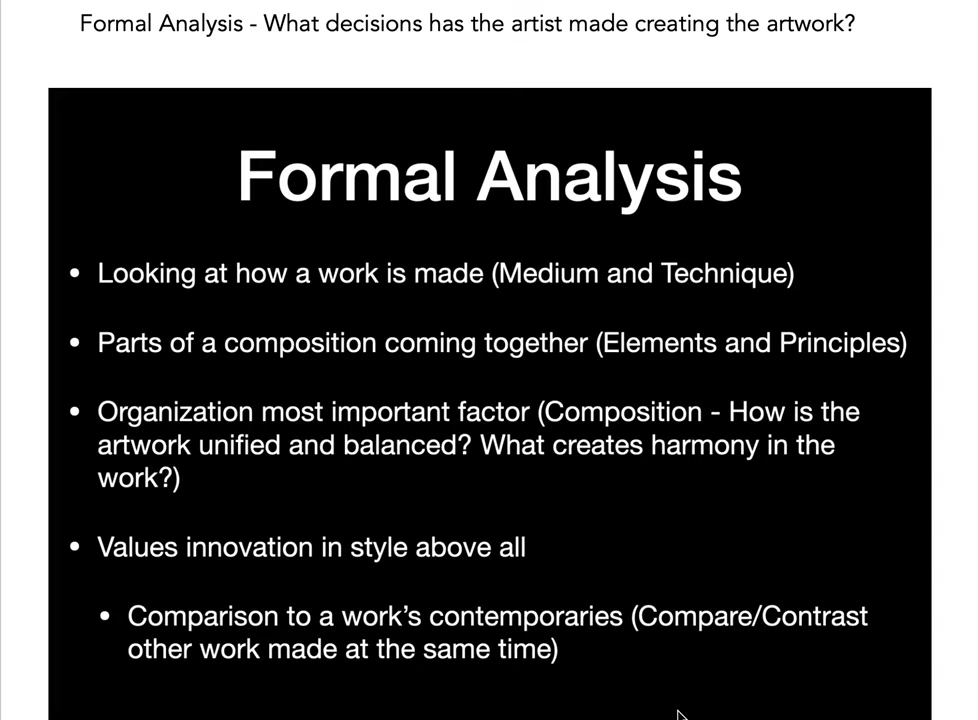 Formal Analysis - What decisions has the artist made creating the artwork?
Formal Analysis
• Looking at how a work is made (Medium and Technique)
• Parts of a composition coming together (Elements and Principles)
• Organization most important factor (Composition - How is the
artwork unified and balanced? What creates harmony in the
work?)
• Values innovation in style above all
• Comparison to a work’s contemporaries (Compare/Contrast
other work made at the same time)